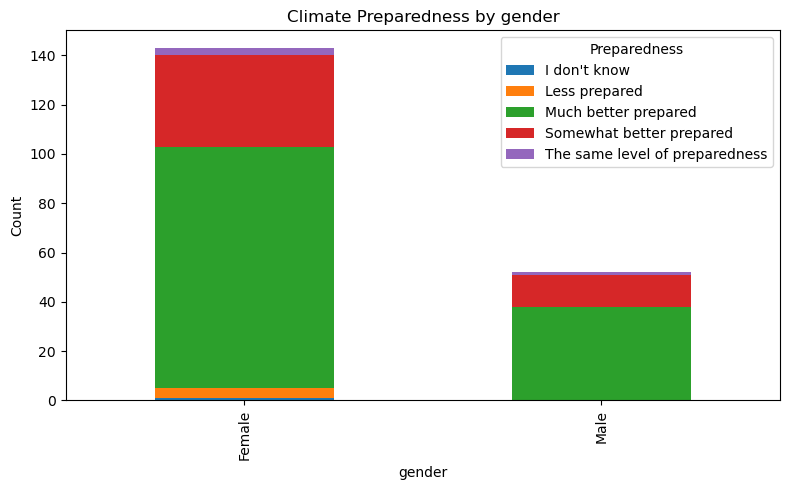 Climate Preparedness by gender
Preparedness
I don't know
Less prepared
Much better prepared
Somewhat better prepared
The same level of preparedness
Count
140
120
100
80
60
40
20
0
Female
Male
gender